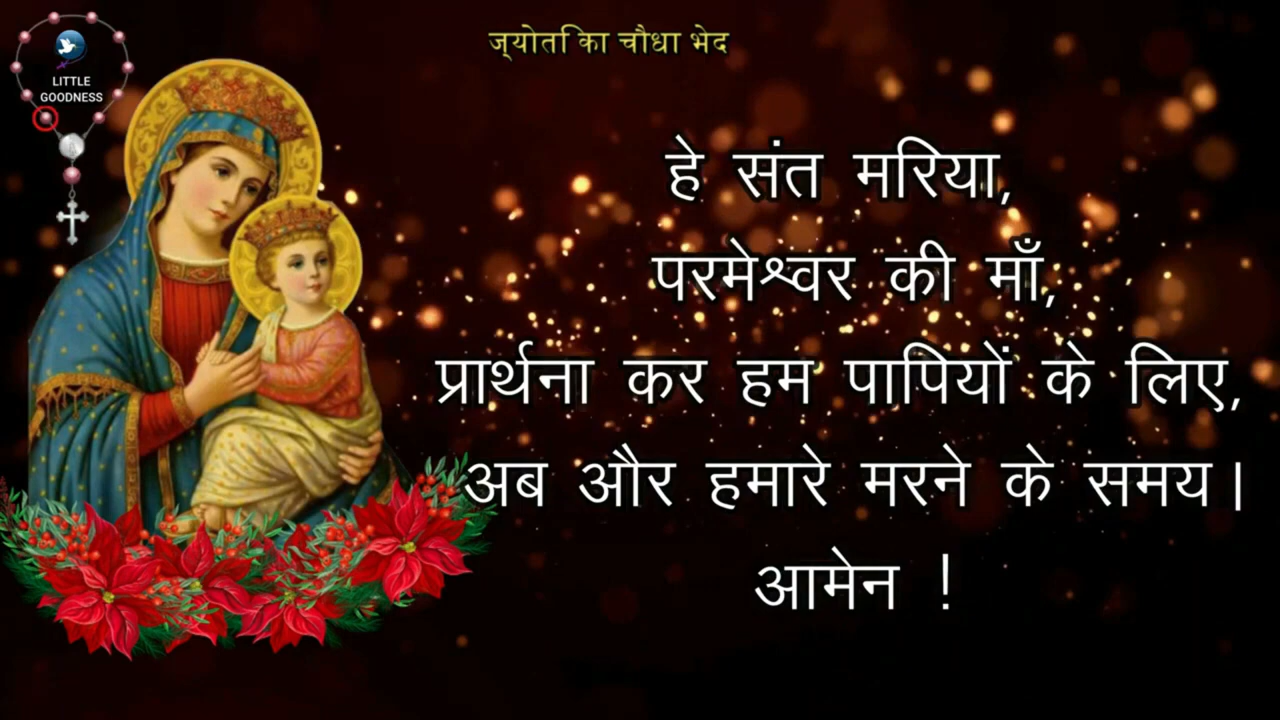 LITTLE
GOODNESS
ज्योति का चौथा भेद
हे संत मरिया,
परमेश्वर की माँ,
प्रार्थना कर हम पापियों के लिए,
अब और हमारे मरने के समय।
आमेन !